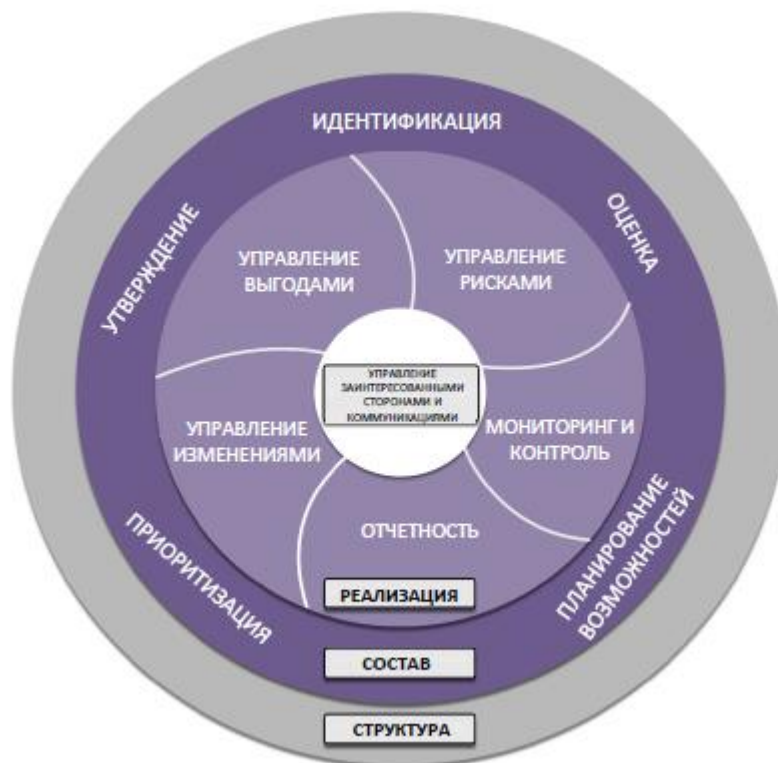 ИДЕНТИФИКАЦИЯ
УТВЕРЖДЕНИЕ
ОЦЕНКА
УПРАВЛЕНИЕ
ВЫГОДАМИ
УПРАВЛЕНИЕ
РИСКАМИ
УПРАВЛЕНИЕ
ЗАИНТЕРЕСОВАННЫМИ
СТОРОНАМИ И
КОММУНИКАЦИЯМИ
УПРАВЛЕНИЕ
ИЗМЕНЕНИЯМИ
МОНИТОРИНГ И
КОНТРОЛЬ
ОТЧЕТНОСТЬ
ПРИОРИТИЗАЦИЯ
ПЛАНИРОВАНИЕ
ВОЗМОЖНОСТЕЙ
РЕАЛИЗАЦИЯ
СОСТАВ
СТРУКТУРА